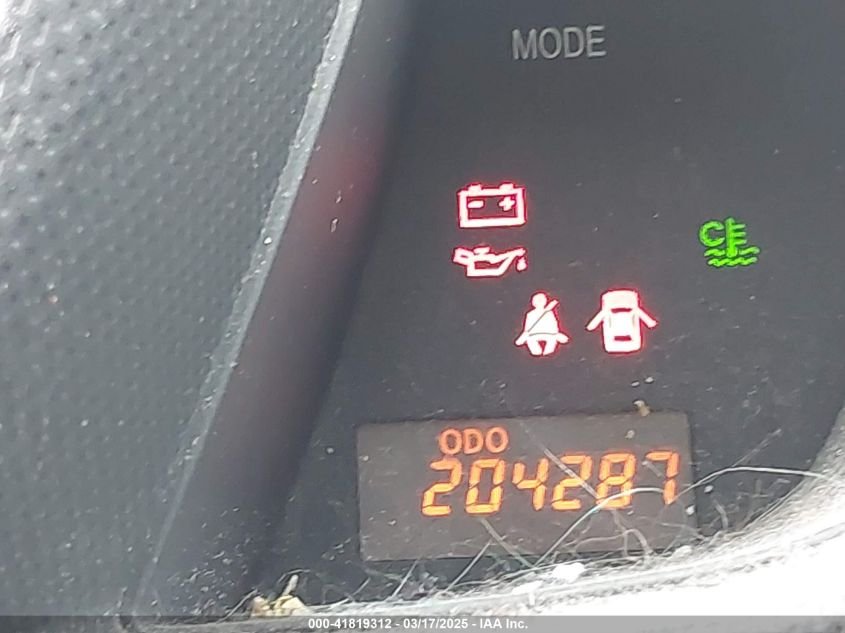 MODE
C
ODO
204287
000-41819312 - 03/17/2025 - IAA Inc.